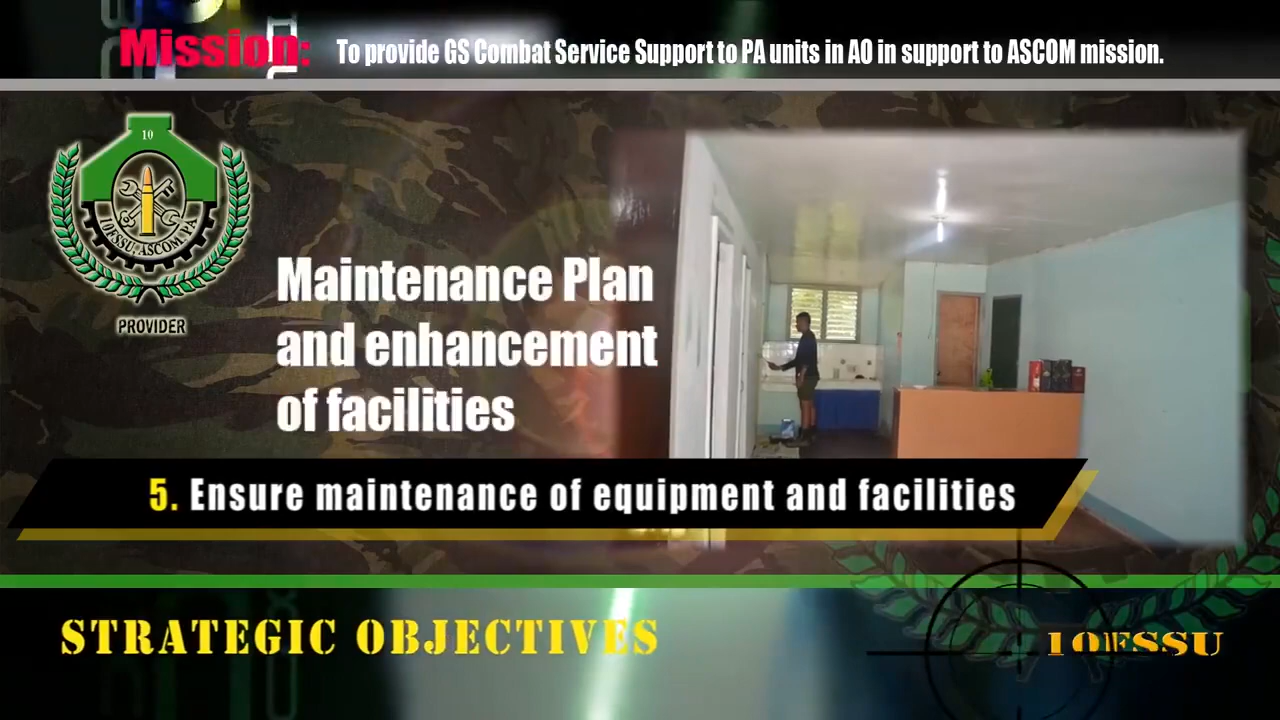 Mission: To provide GS Combat Service Support to PA units in AO in support to ASCOM mission.
10
10FSSU, ASCOM, PA
PROVIDER
Maintenance Plan
and enhancement
of facilities
5. Ensure maintenance of equipment and facilities
STRATEGIC OBJECTIVES
10FSSU